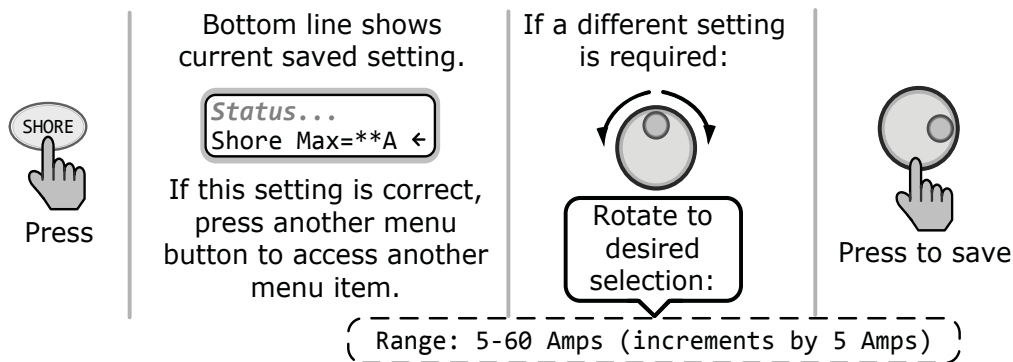 SHORE
Press
Bottom line shows
current saved setting.
Status...
Shore Max=**A ←
If this setting is correct,
press another menu
button to access another
menu item.
If a different setting
is required:
Rotate to
desired
selection:
Range: 5-60 Amps (increments by 5 Amps)
Press to save